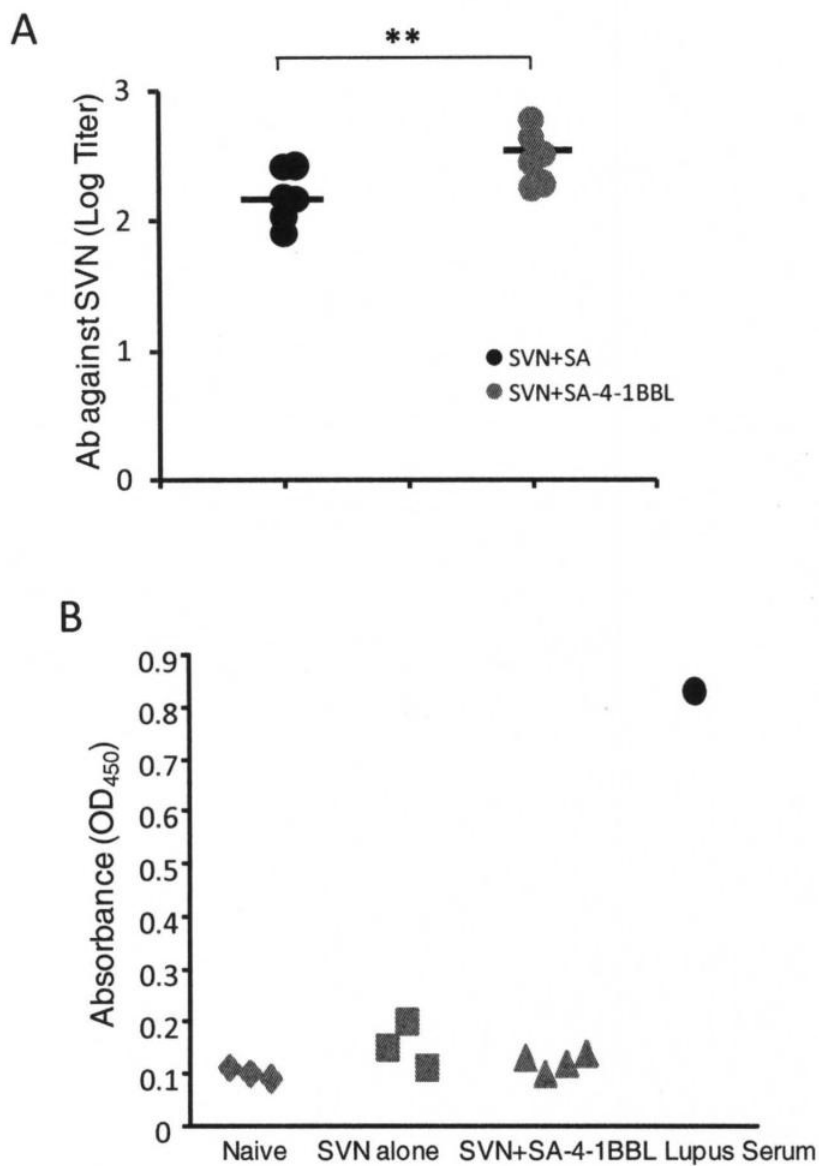 A
**
Ab against SVN (Log Titer)
3
2
1
0
SVN+SA
SVN+SA-4-1BBL
B
Absorbance (OD450)
0.9
0.8
0.7
0.6
0.5
0.4
0.3
0.2
0.1
0
Naive SVN alone SVN+SA-4-1BBL Lupus Serum